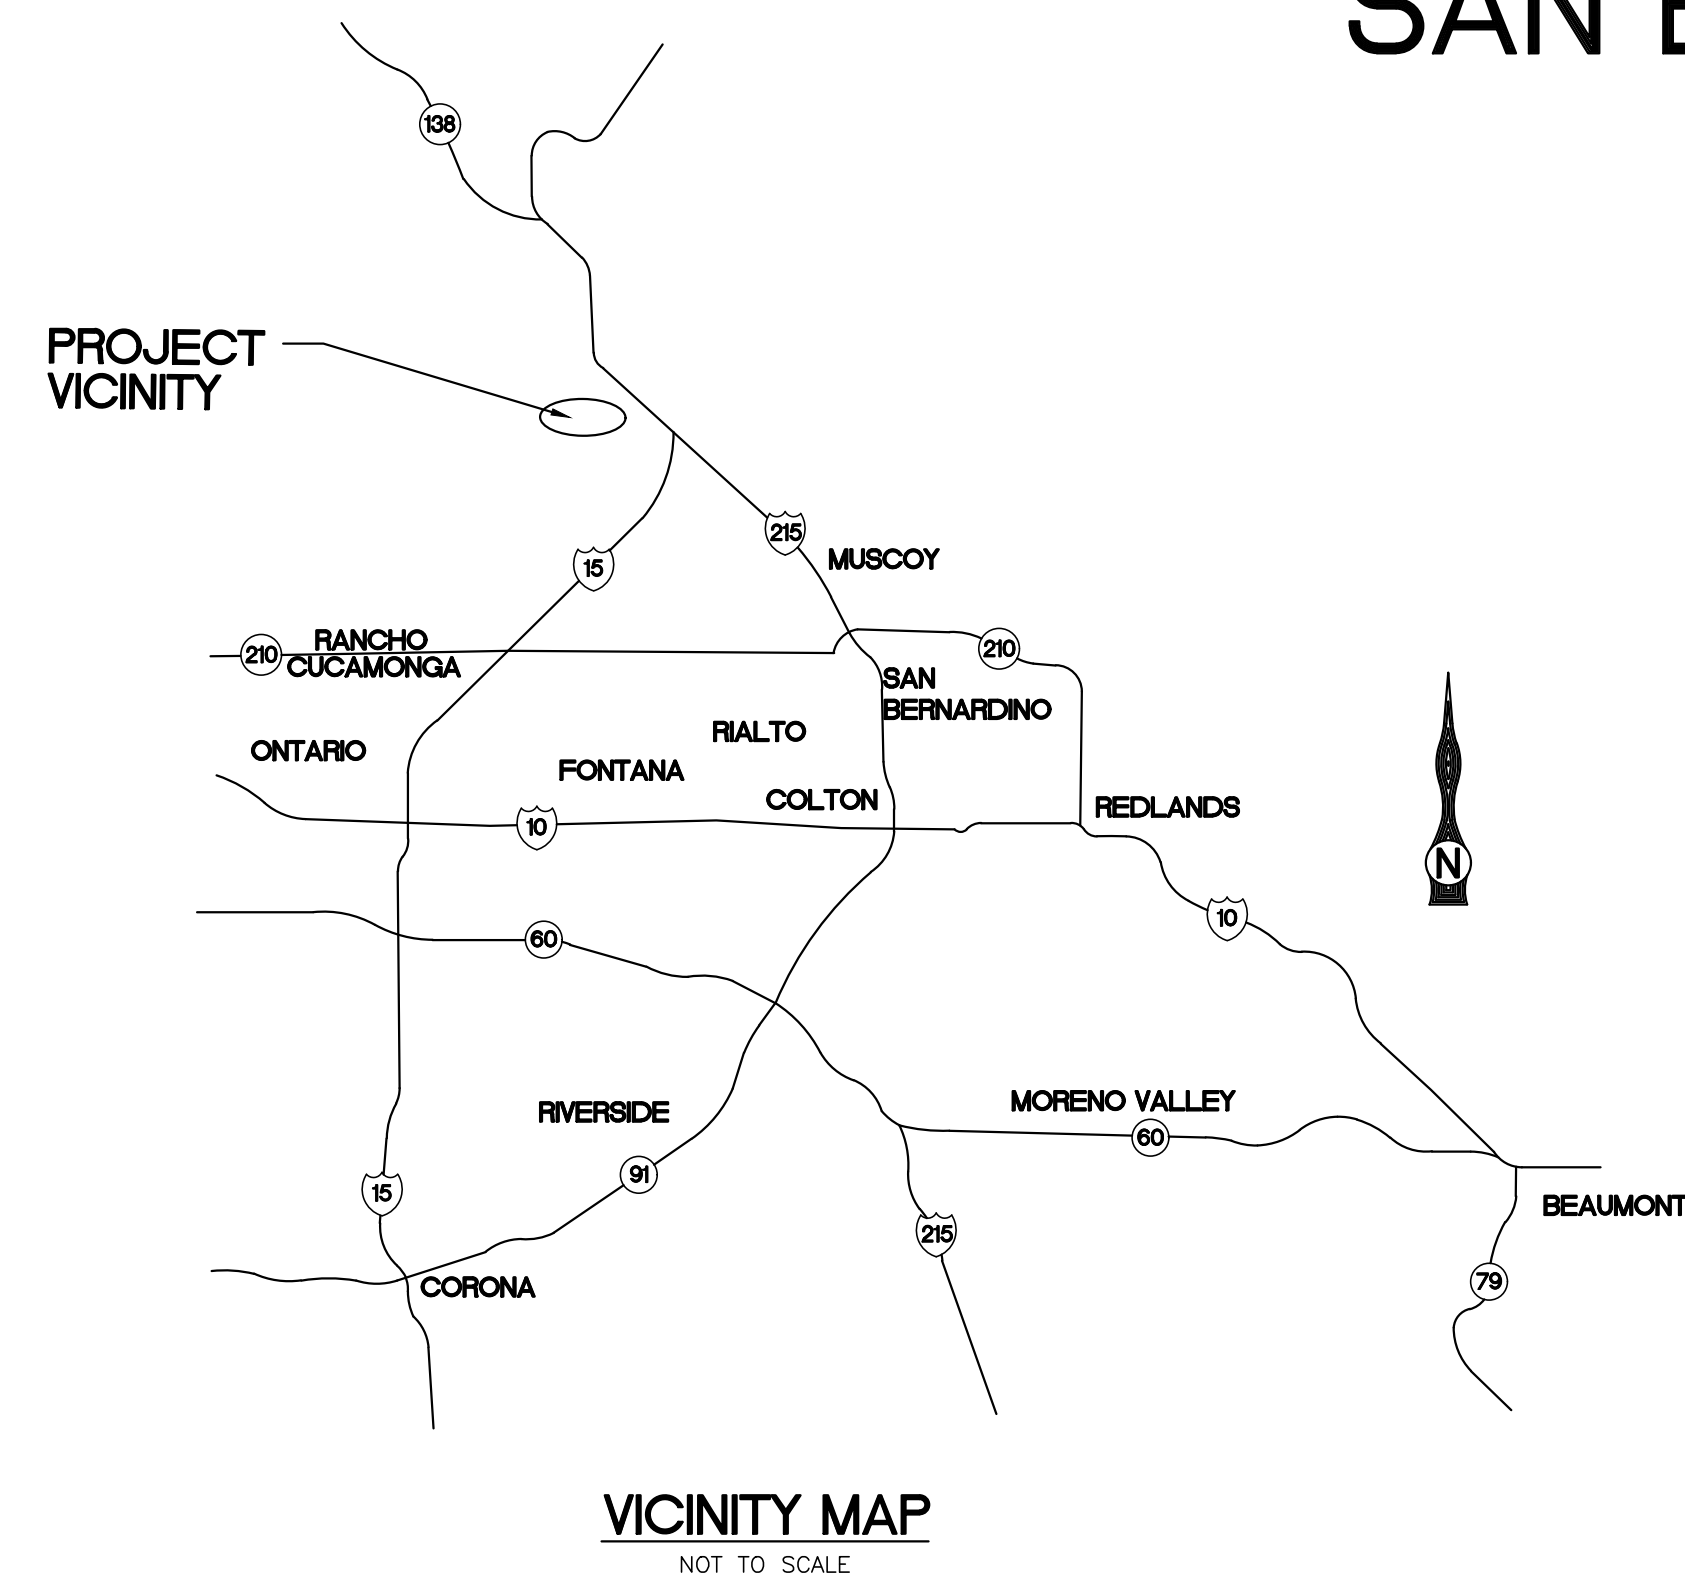 SAN
138
PROJECT
VICINITY
215
MUSCOY
15
RANCHO
210
CUCAMONGA
210
SAN
BERNARDINO
RIALTO
ONTARIO
FONTANA
COLTON
REDLANDS
10
N
10
60
MORENO VALLEY
RIVERSIDE
60
91
15
BEAUMONT
215
79
CORONA
VICINITY MAP
NOT TO SCALE